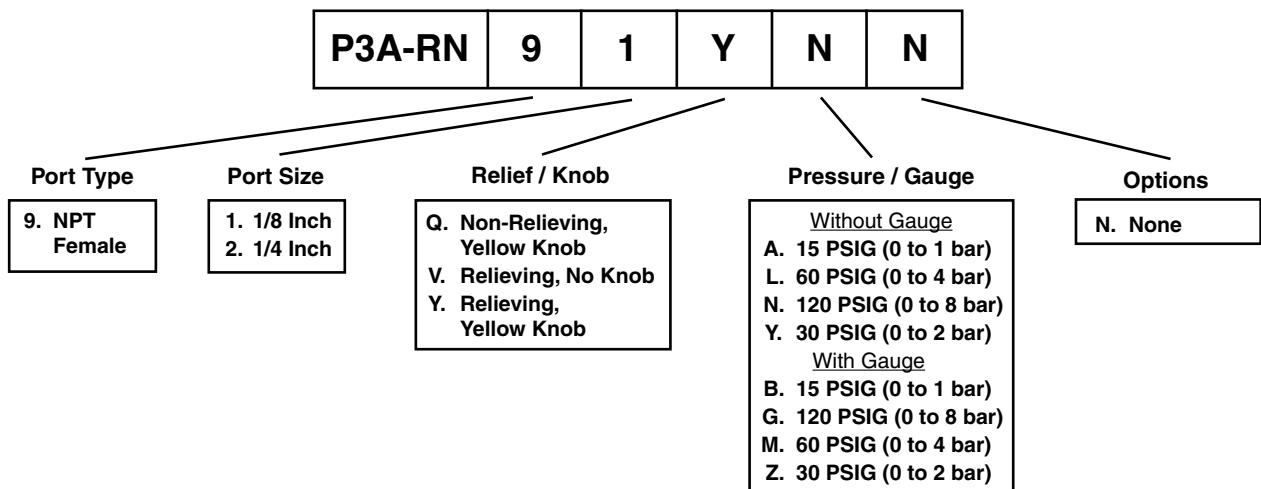 P3A-RN 9 1 Y N N
Port Type
9. NPT
Female
Port Size
1. 1/8 Inch
2. 1/4 Inch
Relief / Knob
Q. Non-Relieving,
Yellow Knob
V. Relieving, No Knob
Y. Relieving,
Yellow Knob
Pressure / Gauge
Without Gauge
A. 15 PSIG (0 to 1 bar)
L. 60 PSIG (0 to 4 bar)
N. 120 PSIG (0 to 8 bar)
Y. 30 PSIG (0 to 2 bar)
With Gauge
B. 15 PSIG (0 to 1 bar)
G. 120 PSIG (0 to 8 bar)
M. 60 PSIG (0 to 4 bar)
Z. 30 PSIG (0 to 2 bar)
Options
N. None